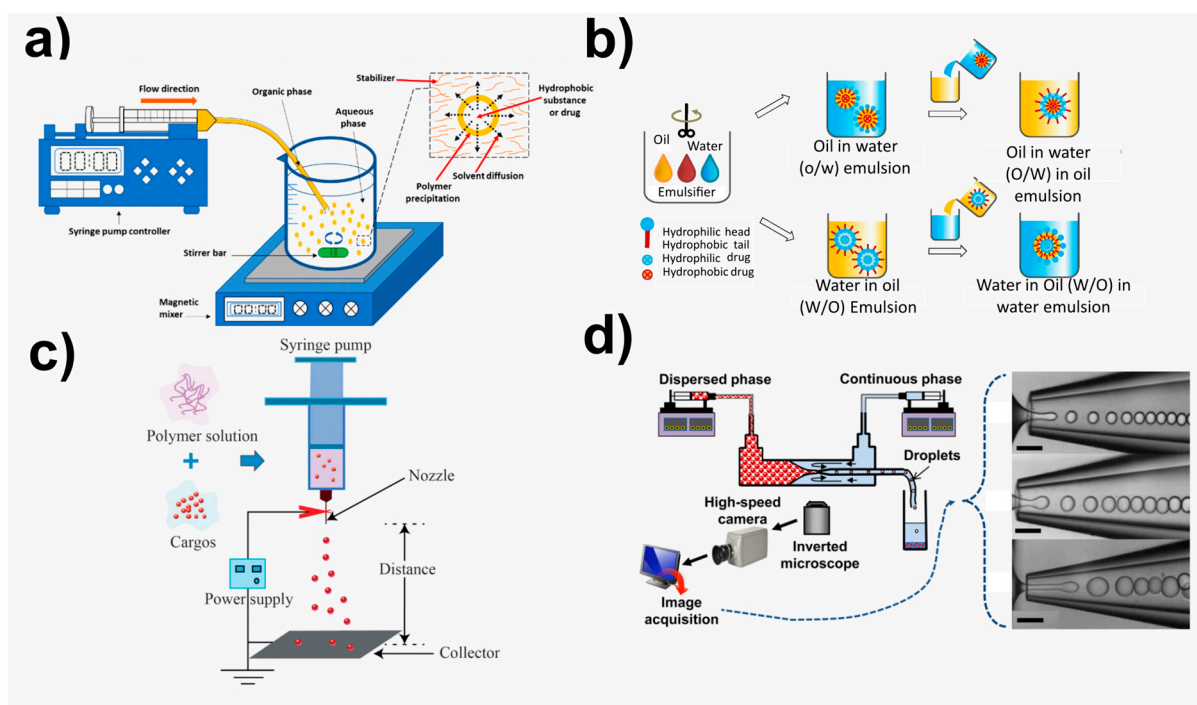 a)
Flow direction
Organic phase
Stabilizer
Aqueous
phase
Hydrophobic
substance
or drug
00:00
Polymer
precipitation
Solvent diffusion
Syringe pump controller
Stirrer bar
Magnetic
mixer
00:00
b)
Oil
Water
Emulsifier
Hydrophilic head
Hydrophobic tail
Hydrophilic drug
Hydrophobic drug
Oil in water
(o/w) emulsion
Oil in water
(O/W) in oil
emulsion
Water in oil
(W/O) Emulsion
Water in Oil (W/O) in
water emulsion
c)
Syringe pump
Polymer solution
+
Cargos
Nozzle
Distance
Power supply
Collector
d)
Dispersed phase
Continuous phase
Droplets
High-speed
camera
Inverted
microscope
Image
acquisition